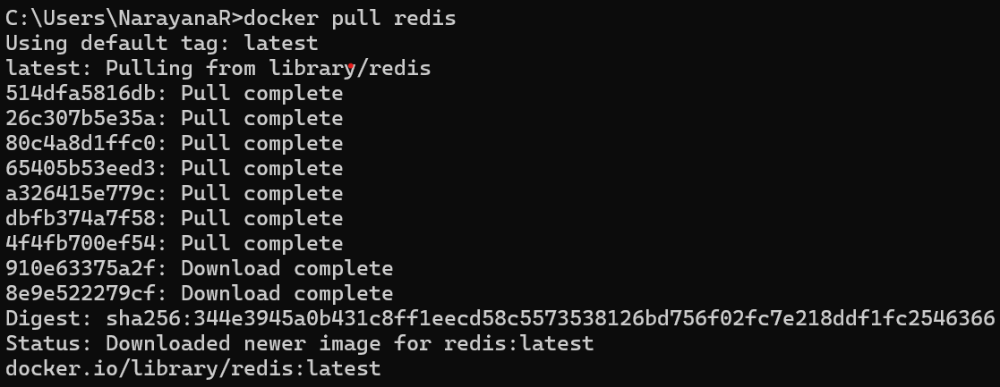 C:\Users\NarayanaR>docker pull redis
Using default tag: latest
latest: Pulling from library/redis
514dfa5816db: Pull complete
26c307b5e35a: Pull complete
80c4a8d1ffc0: Pull complete
65405b53eed3: Pull complete
a326415e779c: Pull complete
dbfb374a7f58: Pull complete
4f4fb700ef54: Pull complete
910e63375a2f: Download complete
8e9e522279cf: Download complete
Digest: sha256:344e3945a0b431c8ff1eecd58c5573538126bd756f02fc7e218ddf1fc2546366
Status: Downloaded newer image for redis:latest
docker.io/library/redis:latest